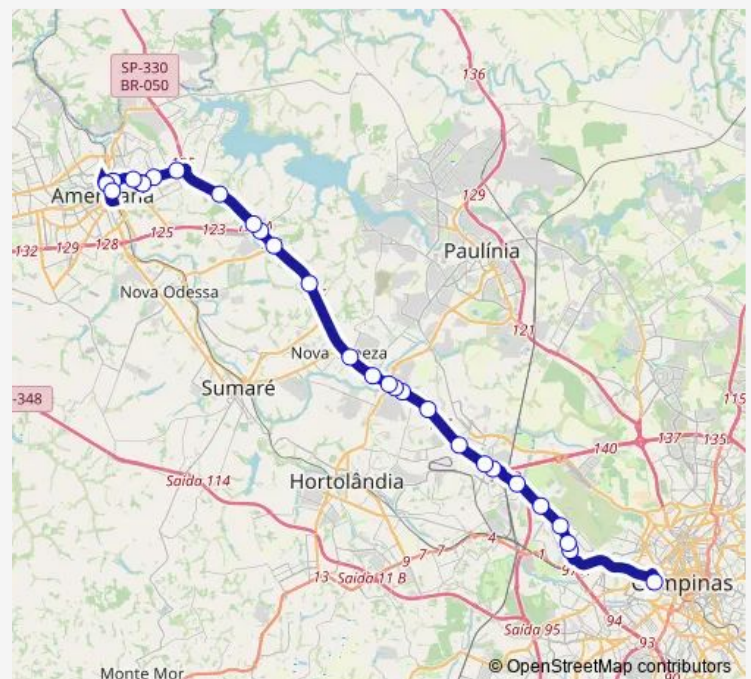 SP-330
BR-050
136
129
Americana
132
129
128
125
123
Nova Odessa
Paulínia
121
Nova
eeza
Sumaré
-348
115
140
137
135
Saída 114
Hortolândia
9
7
7
4
1
13
Saída 11 B
Campinas
Saída 95
94
93
Monte Mor
© OpenStreetMap contributors